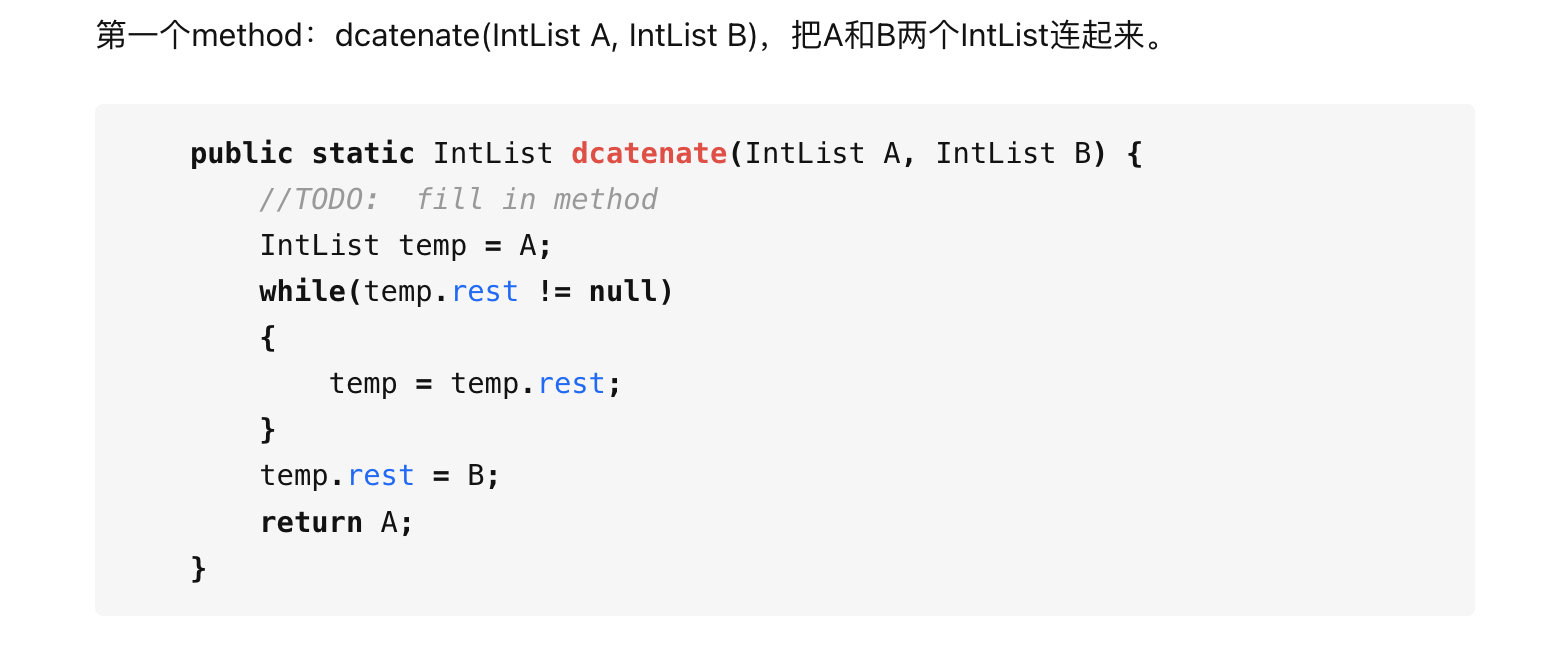 第一个method：dcatenate(IntList A, IntList B)，把A和B两个IntList连起来。
public static IntList dcatenate(IntList A, IntList B) {
    //TODO:  fill in method
    IntList temp = A;
    while(temp.rest != null)
    {
        temp = temp.rest;
    }
    temp.rest = B;
    return A;
}